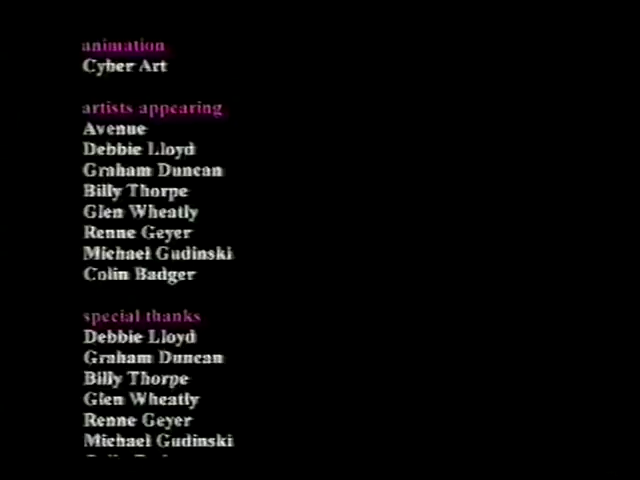 animation
Cyber Art
artists appearing
Avenue
Debbie Lloyd
Graham Duncan
Billy Thorpe
Glen Wheatly
Renne Geyer
Michael Gudinski
Colin Badger
special thanks
Debbie Lloyd
Graham Duncan
Billy Thorpe
Glen Wheatly
Renne Geyer
Michael Gudinski